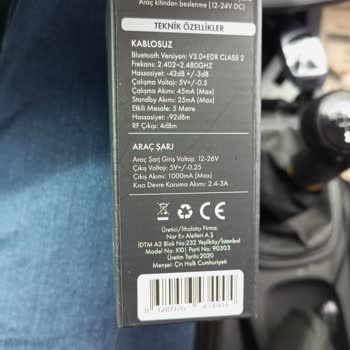 Araç kitinden beslenme (12-24V DC)
TEKNİK ÖZELLİKLER
KABLOSUZ
Bluetooth Versiyon: V3.0+EDR CLASS 2
Frekans: 2.402~2.480GHZ
Hassasiyet: -42dB +/-3dB
Çalışma Voltajı: 5V+/-0.5
Çalışma Akımı: 45mA (Max)
Standby Akımı: 25mA (Max)
Etkili Mesafe: 5 Metre
Hassasiyet: -92dBm
RF Çıkışı: 4dBm
ARAÇ ŞARJ
Araç Şarj Giriş Voltajı: 12-26V
Çıkış Voltajı: 5V+/-0.25
Çıkış Akımı: 1000mA (Max)
Kısa Devre Koruma Akımı: 2.4-3A
CE
Üretici/İthalatçı Firma:
Nar Ev Aletleri A.Ş
İDTM A2 Blok No:232 Yeşilköy/İstanbul
Model No: X10 | Parti No: 90303
Üretim Tarihi:2020
Menşei: Çin Halk Cumhuriyeti